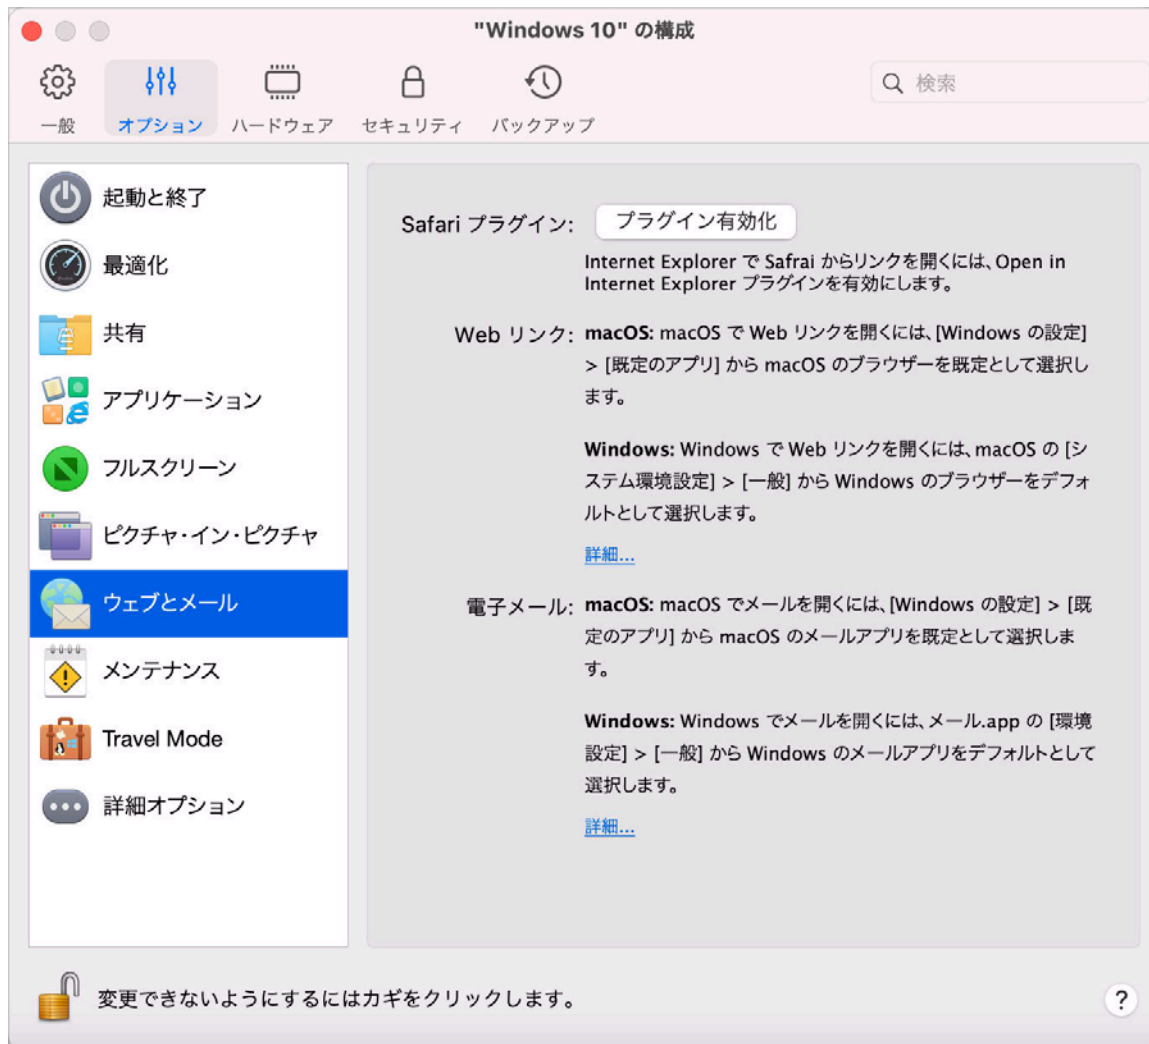 "Windows 10" の構成
一般
オプション
ハードウェア
セキュリティ
バックアップ
検索
起動と終了
最適化
共有
アプリケーション
フルスクリーン
ピクチャ・イン・ピクチャ
ウェブとメール
メンテナンス
Travel Mode
詳細オプション
Safari プラグイン:
プラグイン有効化
Internet Explorer で Safrai からリンクを開くには、Open in
Internet Explorer プラグインを有効にします。
Web リンク:
macOS: macOS で Web リンクを開くには、[Windows の設定]
> [既定のアプリ] から macOS のブラウザーを既定として選択し
ます。
Windows: Windows で Web リンクを開くには、macOS の [シ
ステム環境設定] > [一般] から Windows のブラウザーをデフォ
ルトとして選択します。
詳細...
電子メール:
macOS: macOS でメールを開くには、[Windows の設定] > [既
定のアプリ] から macOS のメールアプリを既定として選択しま
す。
Windows: Windows でメールを開くには、メール.app の [環境
設定] > [一般] から Windows のメールアプリをデフォルトとして
選択します。
詳細...
変更できないようにするにはカギをクリックします。
?